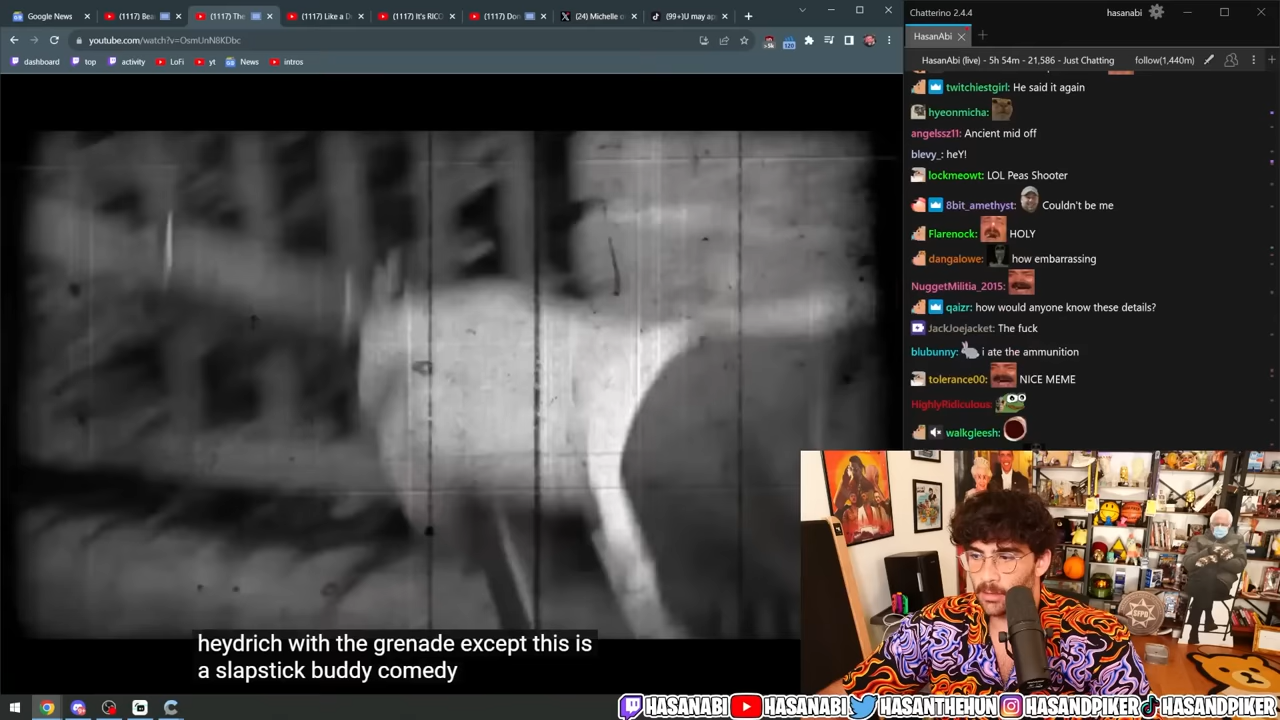 Google News
(1117) Bea
(1117) The
(1117) Like a D
(1117) It's RICO
(1117) Don
(24) Michelle o
(99+)U may ap
youtube.com/watch?v=OsmUnN8KDbc
120
dashboard
top
activity
LoFi
yt
News
intros
heydrich with the grenade except this is
a slapstick buddy comedy
Chatterino 2.4.4
hasanabi
HasanAbi
HasanAbi (live) - 5h 54m - 21,586 - Just Chatting
follow(1,440m)
twitchiestgirl: He said it again
hyeonmicha:
angelssz11: Ancient mid off
blevy_: heY!
lockmeowt: LOL Peas Shooter
8bit_amethyst: Couldn't be me
Flarenock: HOLY
dangalowe: how embarrassing
NuggetMilitia_2015:
qaizr: how would anyone know these details?
JackJoejacket: The fuck
blubunny: i ate the ammunition
tolerance00: NICE MEME
HighlyRidiculous:
walkgleesh:
SFPD
HASANABI HASANABI HASANTHEHUN HASANDPIKER HASANDPIKER